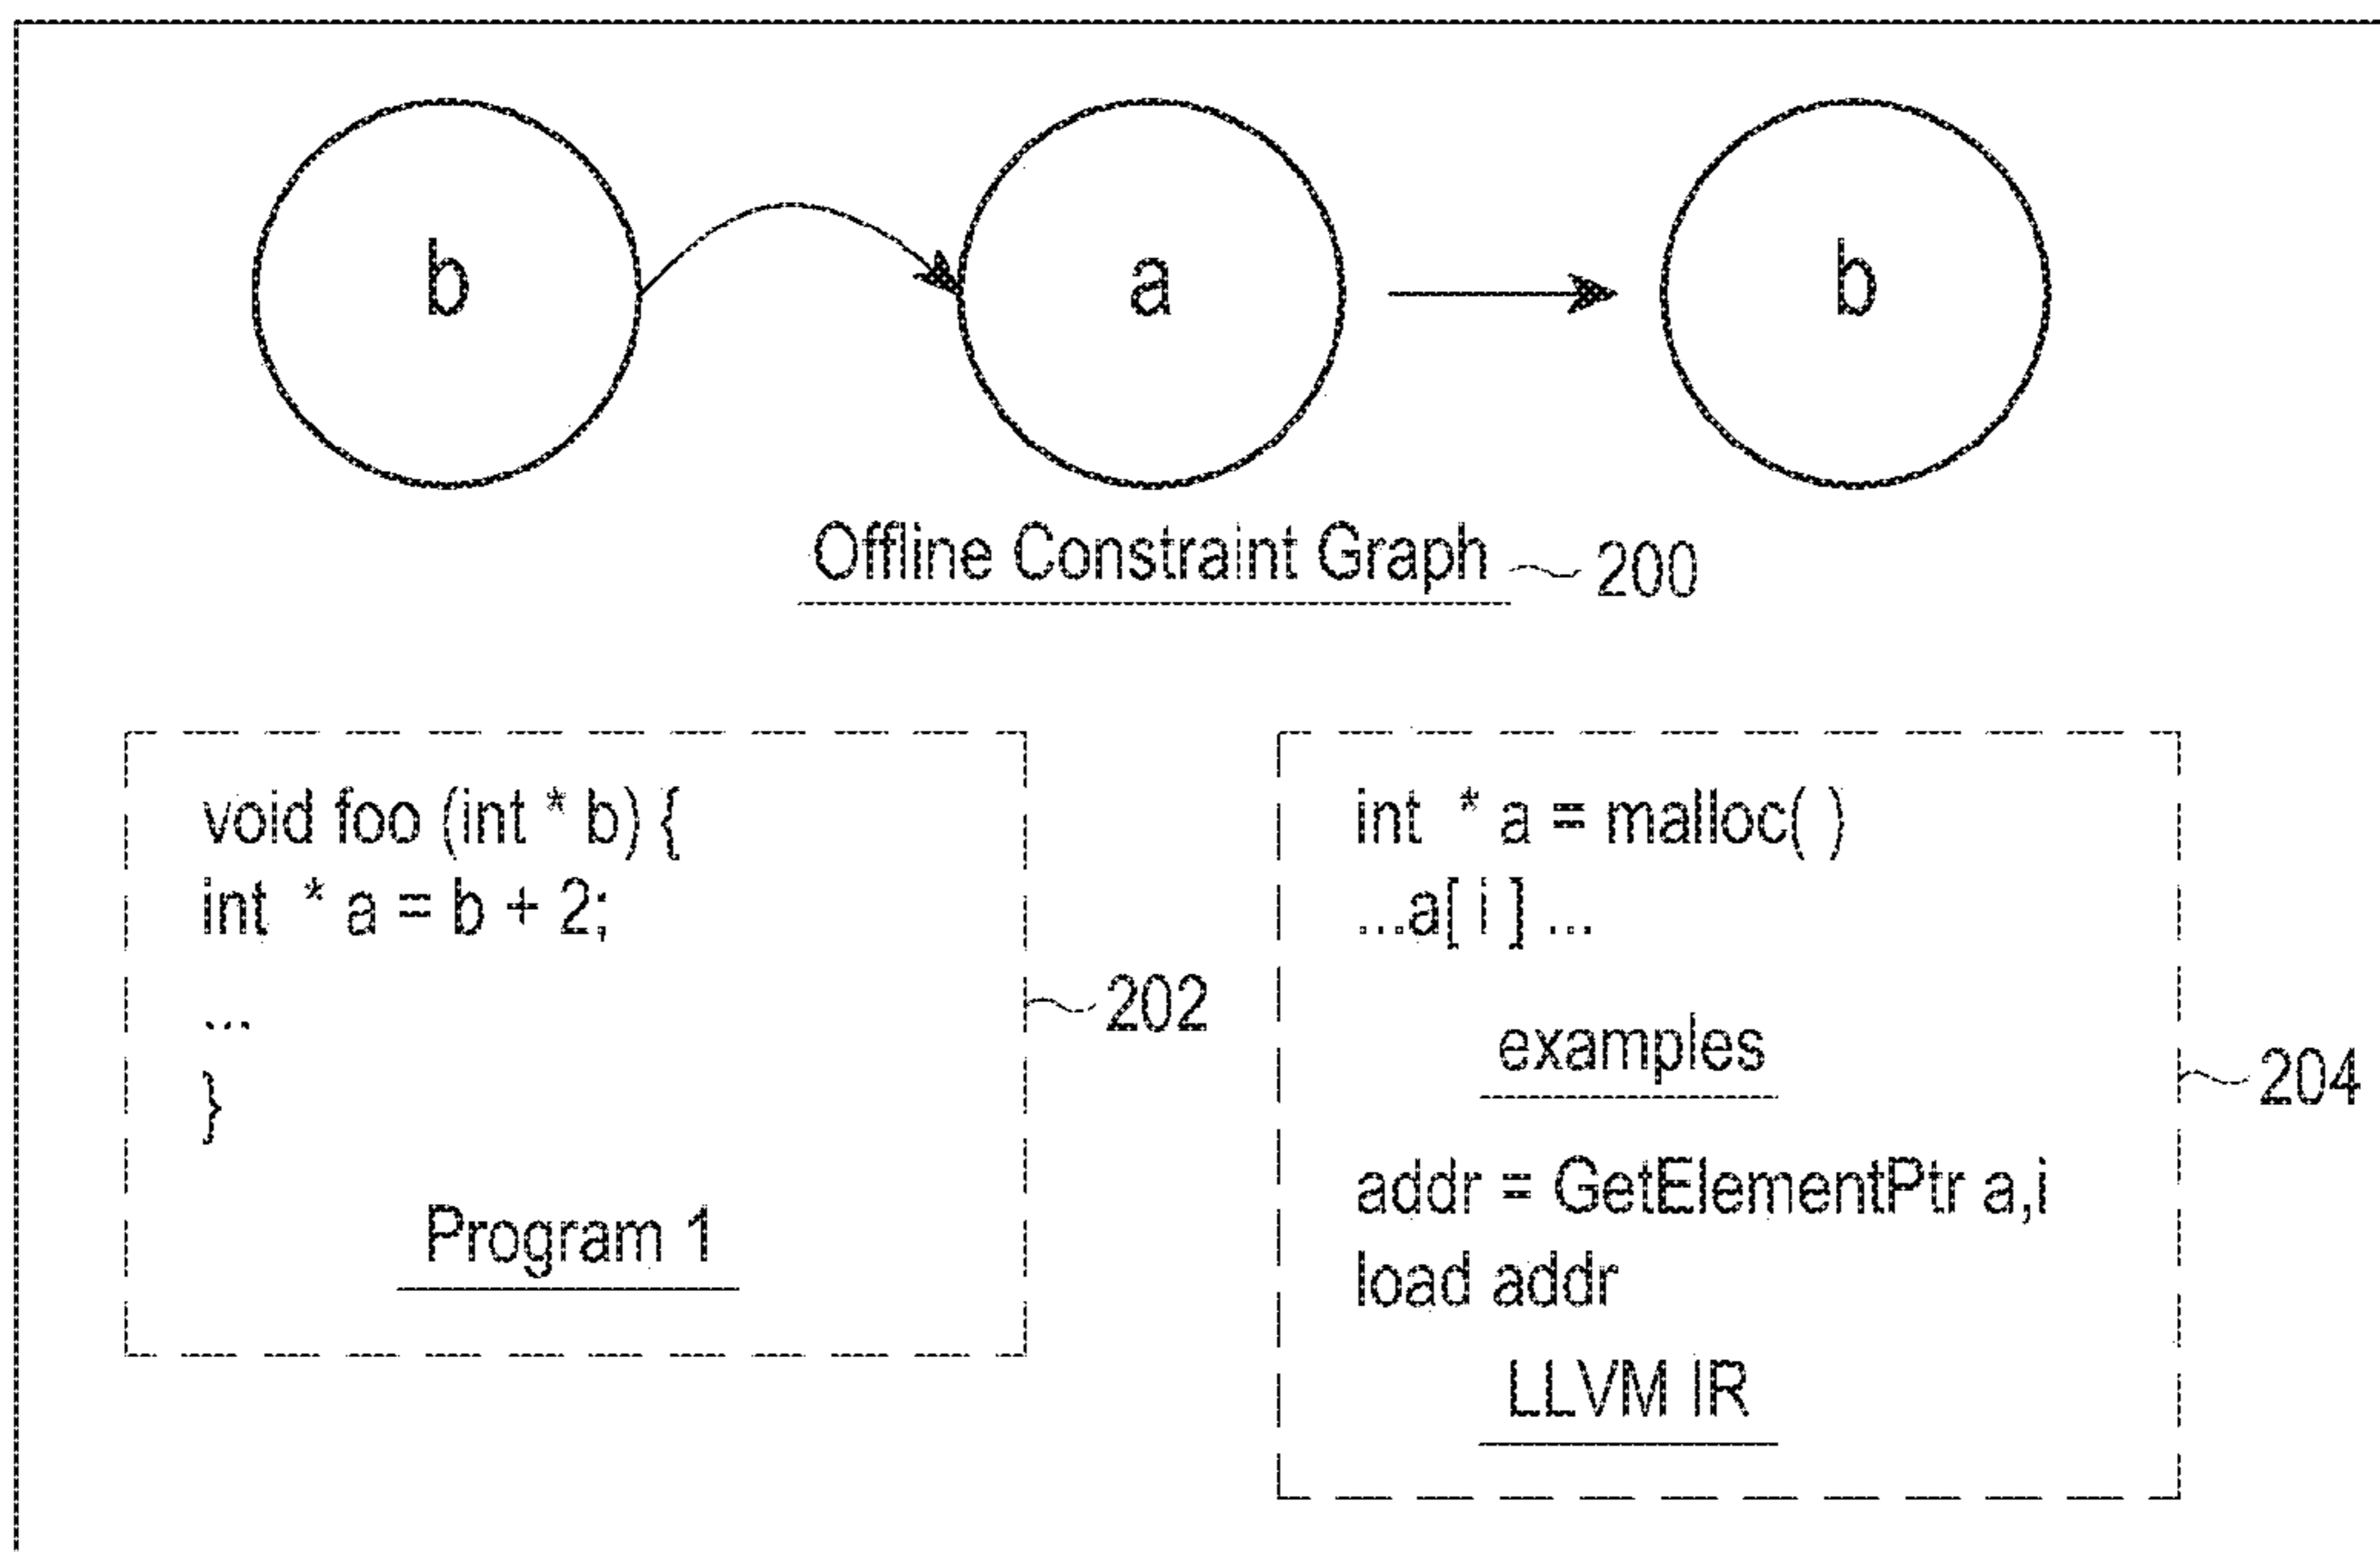 b a b
Offline Constraint Graph 200
void foo (int * b) {
int * a = b + 2;
...
}
Program 1
202
int * a = malloc( )
...a[ i ] ...
examples
addr = GetElementPtr a,i
load addr
LLVM IR
204